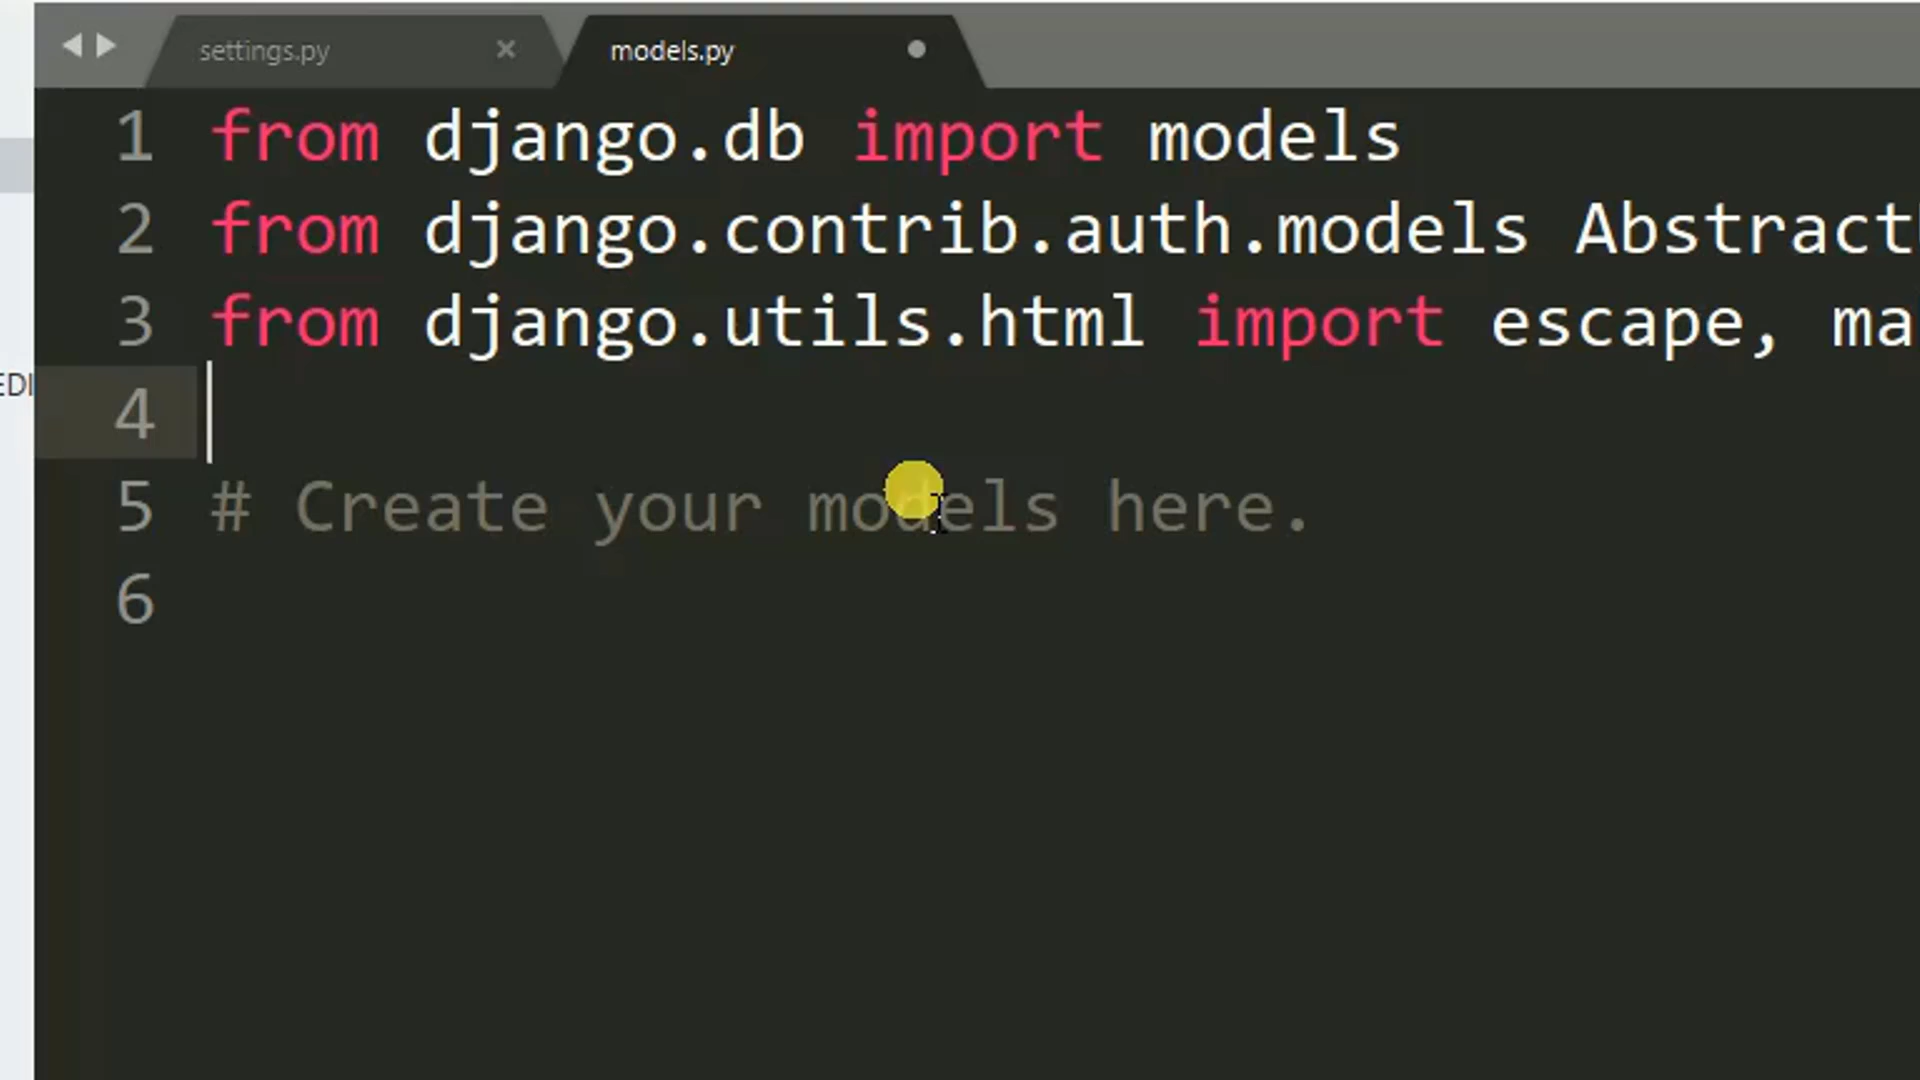 settings.py
models.py
1 from django.db import models
2 from django.contrib.auth.models Abstract
3 from django.utils.html import escape, ma
EDI
4
5 # Create your models here.
6